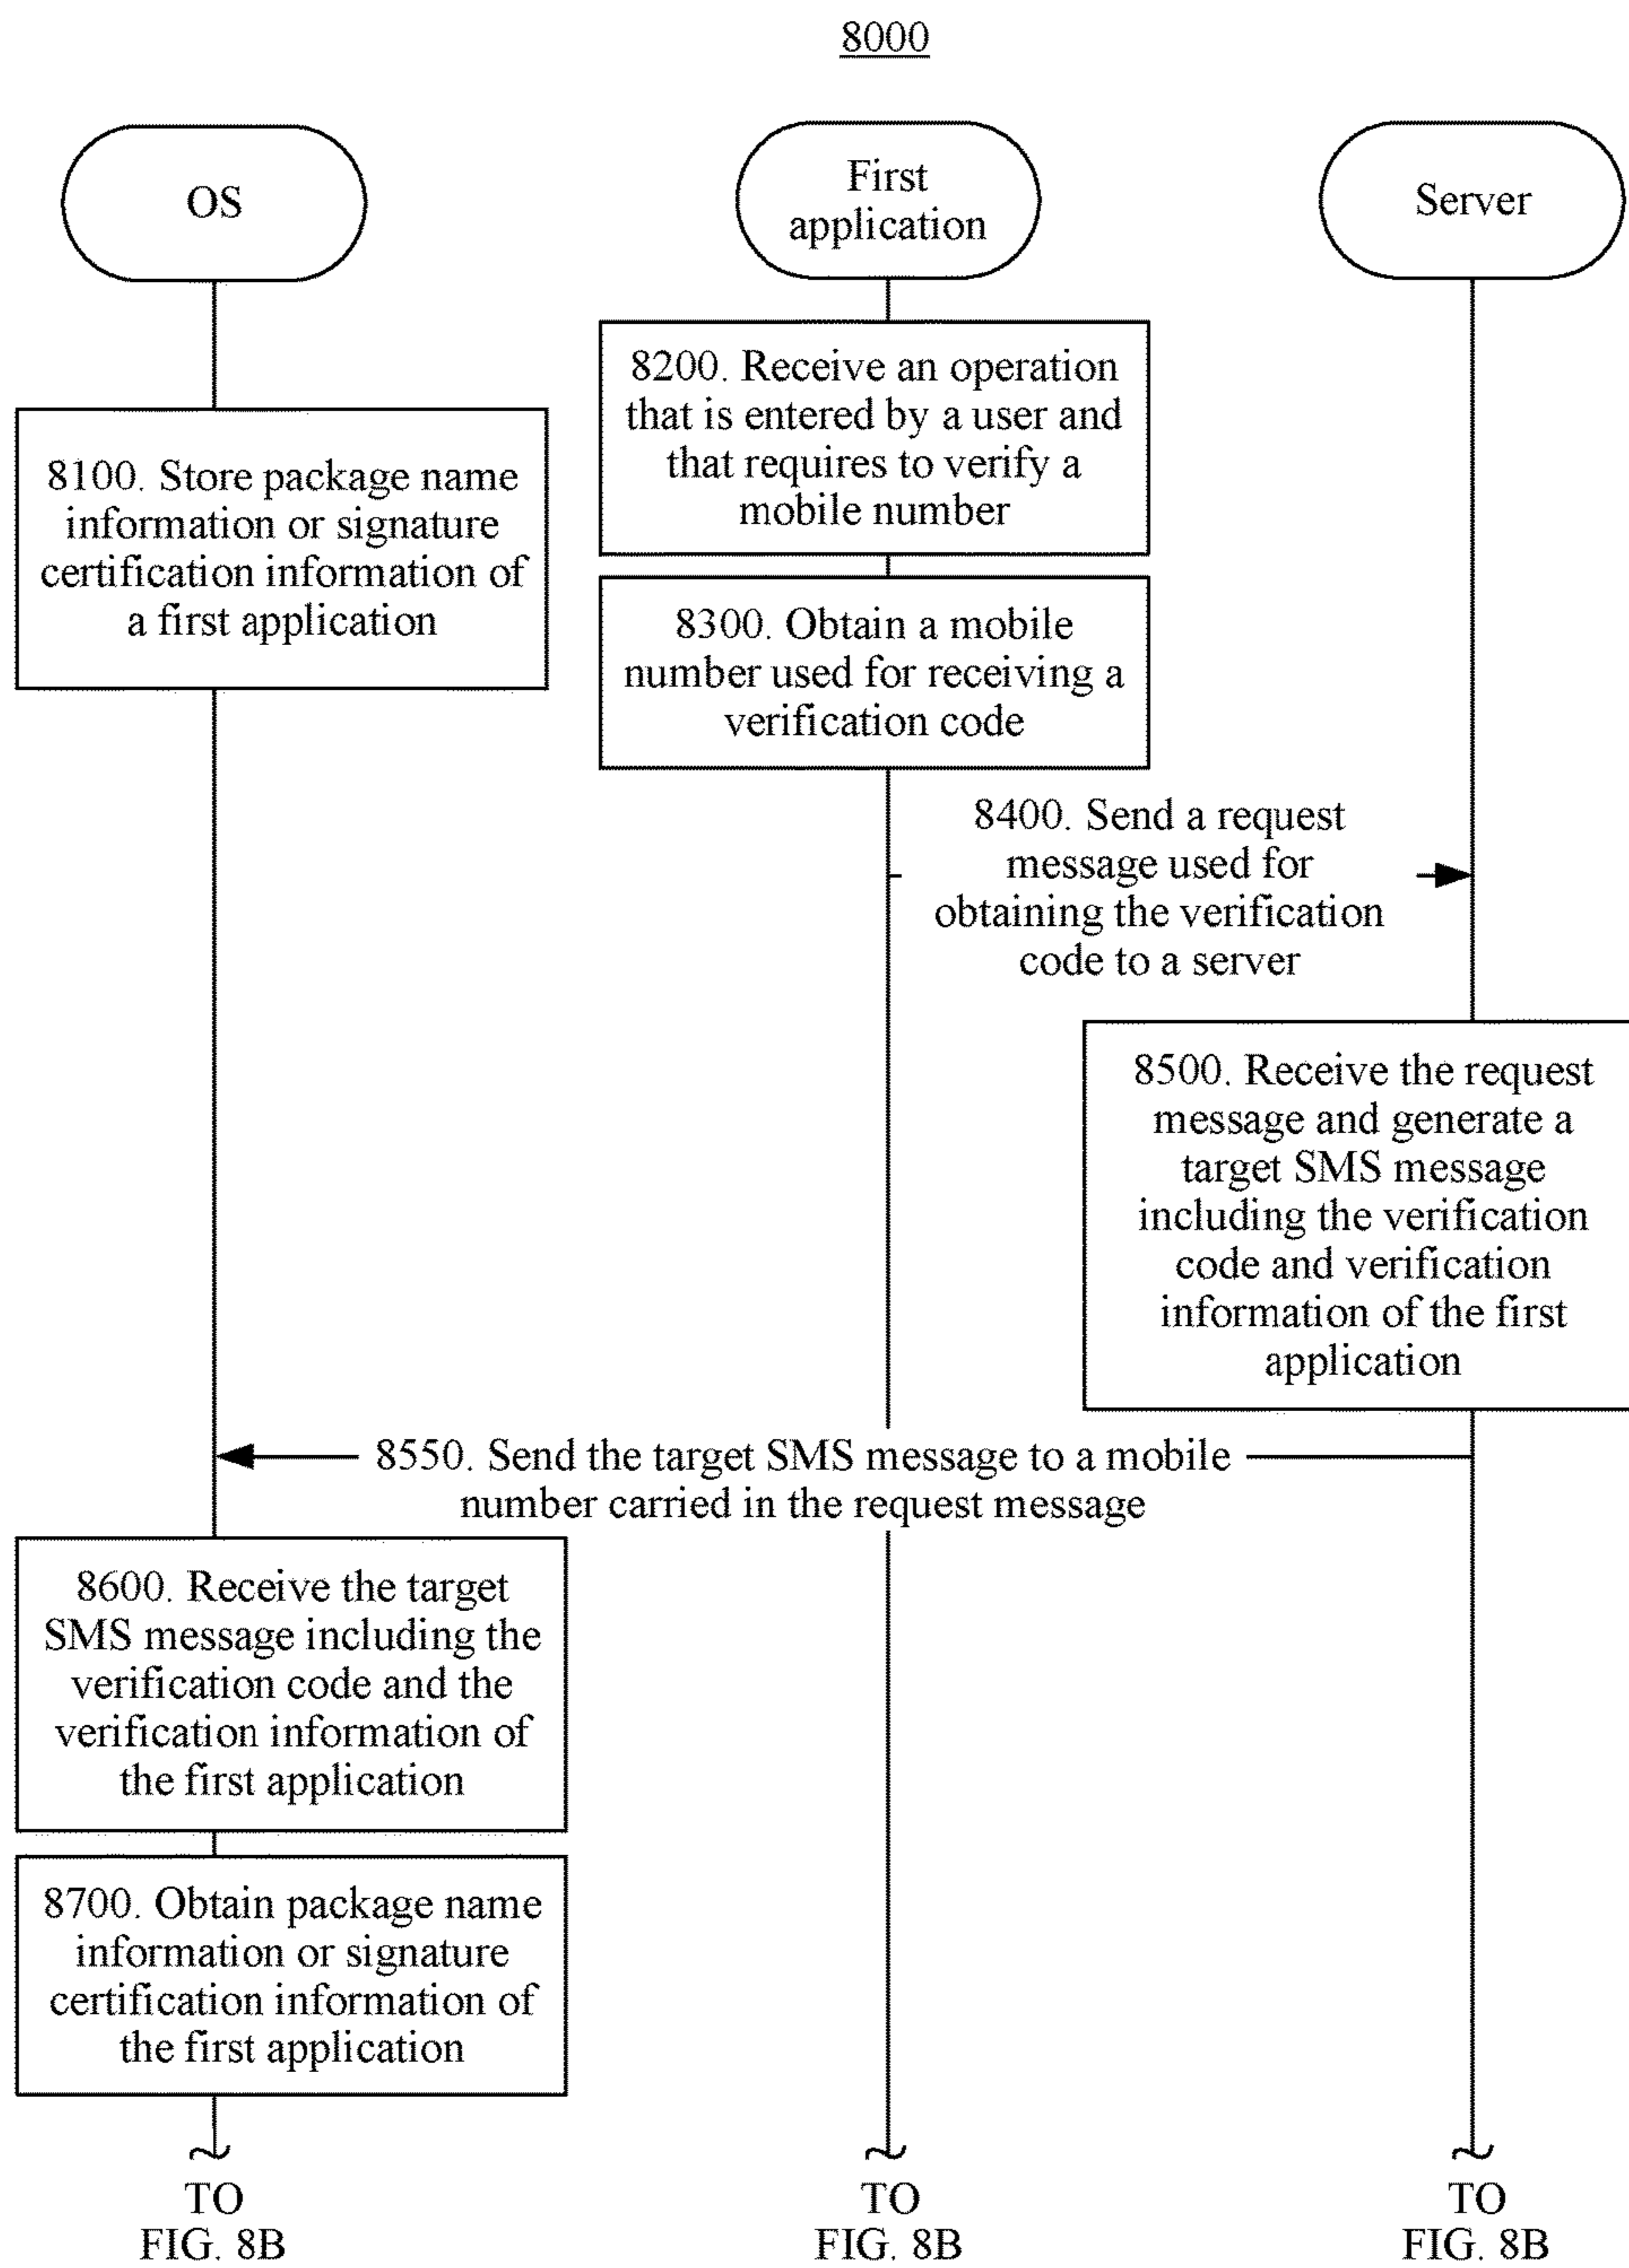 8000
OS
First
application
Server
8200. Receive an operation
that is entered by a user and
that requires to verify a
mobile number
8100. Store package name
information or signature
certification information of
a first application
8300. Obtain a mobile
number used for receiving a
verification code
8400. Send a request
message used for
obtaining the verification
code to a server
8500. Receive the request
message and generate a
target SMS message
including the verification
code and verification
information of the first
application
8550. Send the target SMS message to a mobile
number carried in the request message
8600. Receive the target
SMS message including the
verification code and the
verification information of
the first application
8700. Obtain package name
information or signature
certification information of
the first application
TO
FIG. 8B
TO
FIG. 8B
TO
FIG. 8B